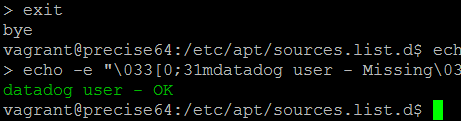 > exit
bye
vagrant@precise64:/etc/apt/sources.list.d$ ech
> echo -e "\033[0;31mdatadog user - Missing\03
datadog user - OK
vagrant@precise64:/etc/apt/sources.list.d$